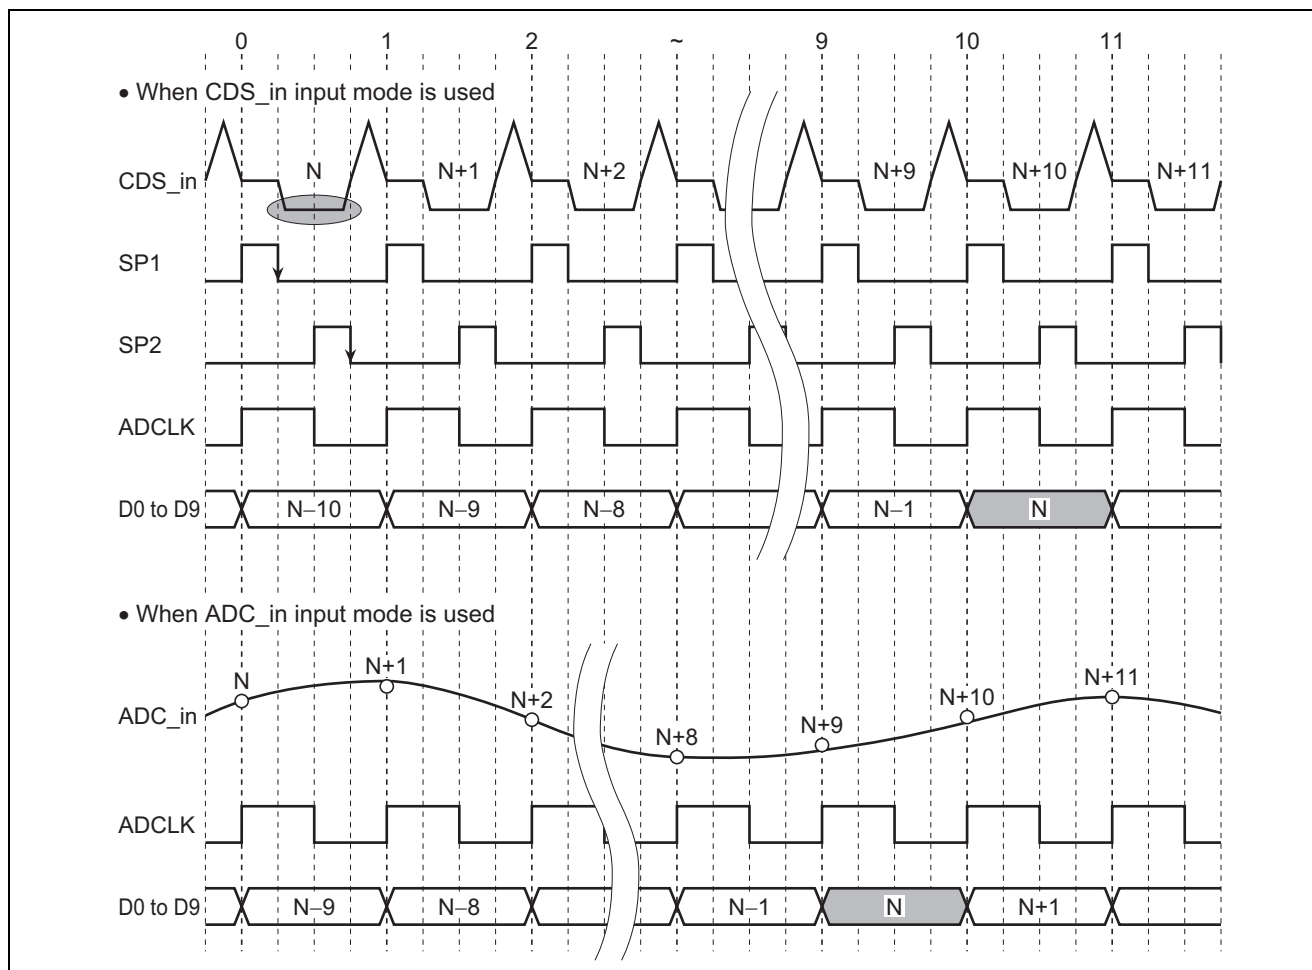 0 1 2 ~ 9 10 11
• When CDS_in input mode is used
CDS_in N N+1 N+2 N+9 N+10 N+11
SP1
SP2
ADCLK
D0 to D9 N–10 N–9 N–8 N–1 N
• When ADC_in input mode is used
ADC_in N N+1 N+2 N+8 N+9 N+10 N+11
ADCLK
D0 to D9 N–9 N–8 N–1 N N+1